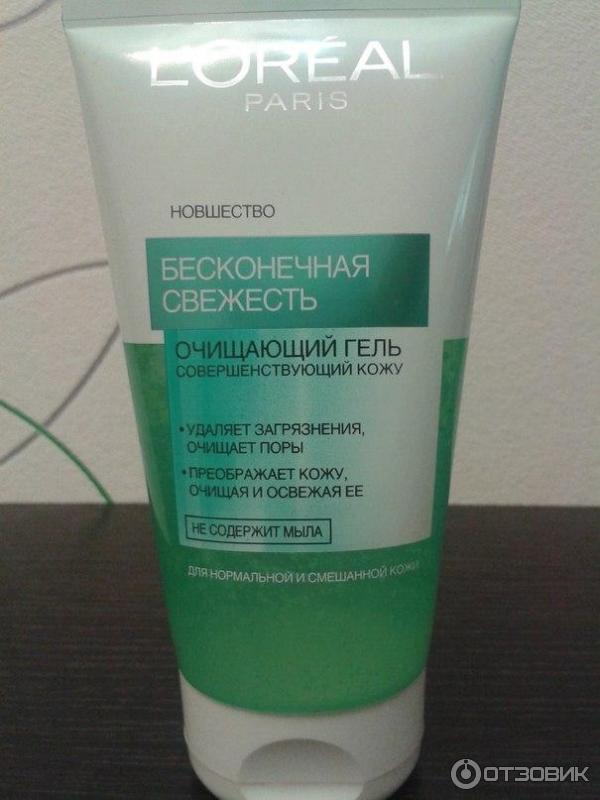 L'ORÉAL
PARIS
НОВШЕСТВО
БЕСКОНЕЧНАЯ
СВЕЖЕСТЬ
ОЧИЩАЮЩИЙ ГЕЛЬ
СОВЕРШЕНСТВУЮЩИЙ КОЖУ
•УДАЛЯЕТ ЗАГРЯЗНЕНИЯ,
ОЧИЩАЕТ ПОРЫ
•ПРЕОБРАЖАЕТ КОЖУ,
ОЧИЩАЯ И ОСВЕЖАЯ ЕЕ
НЕ СОДЕРЖИТ МЫЛА
ДЛЯ НОРМАЛЬНОЙ И СМЕШАННОЙ КОЖИ
ОТЗОВИК